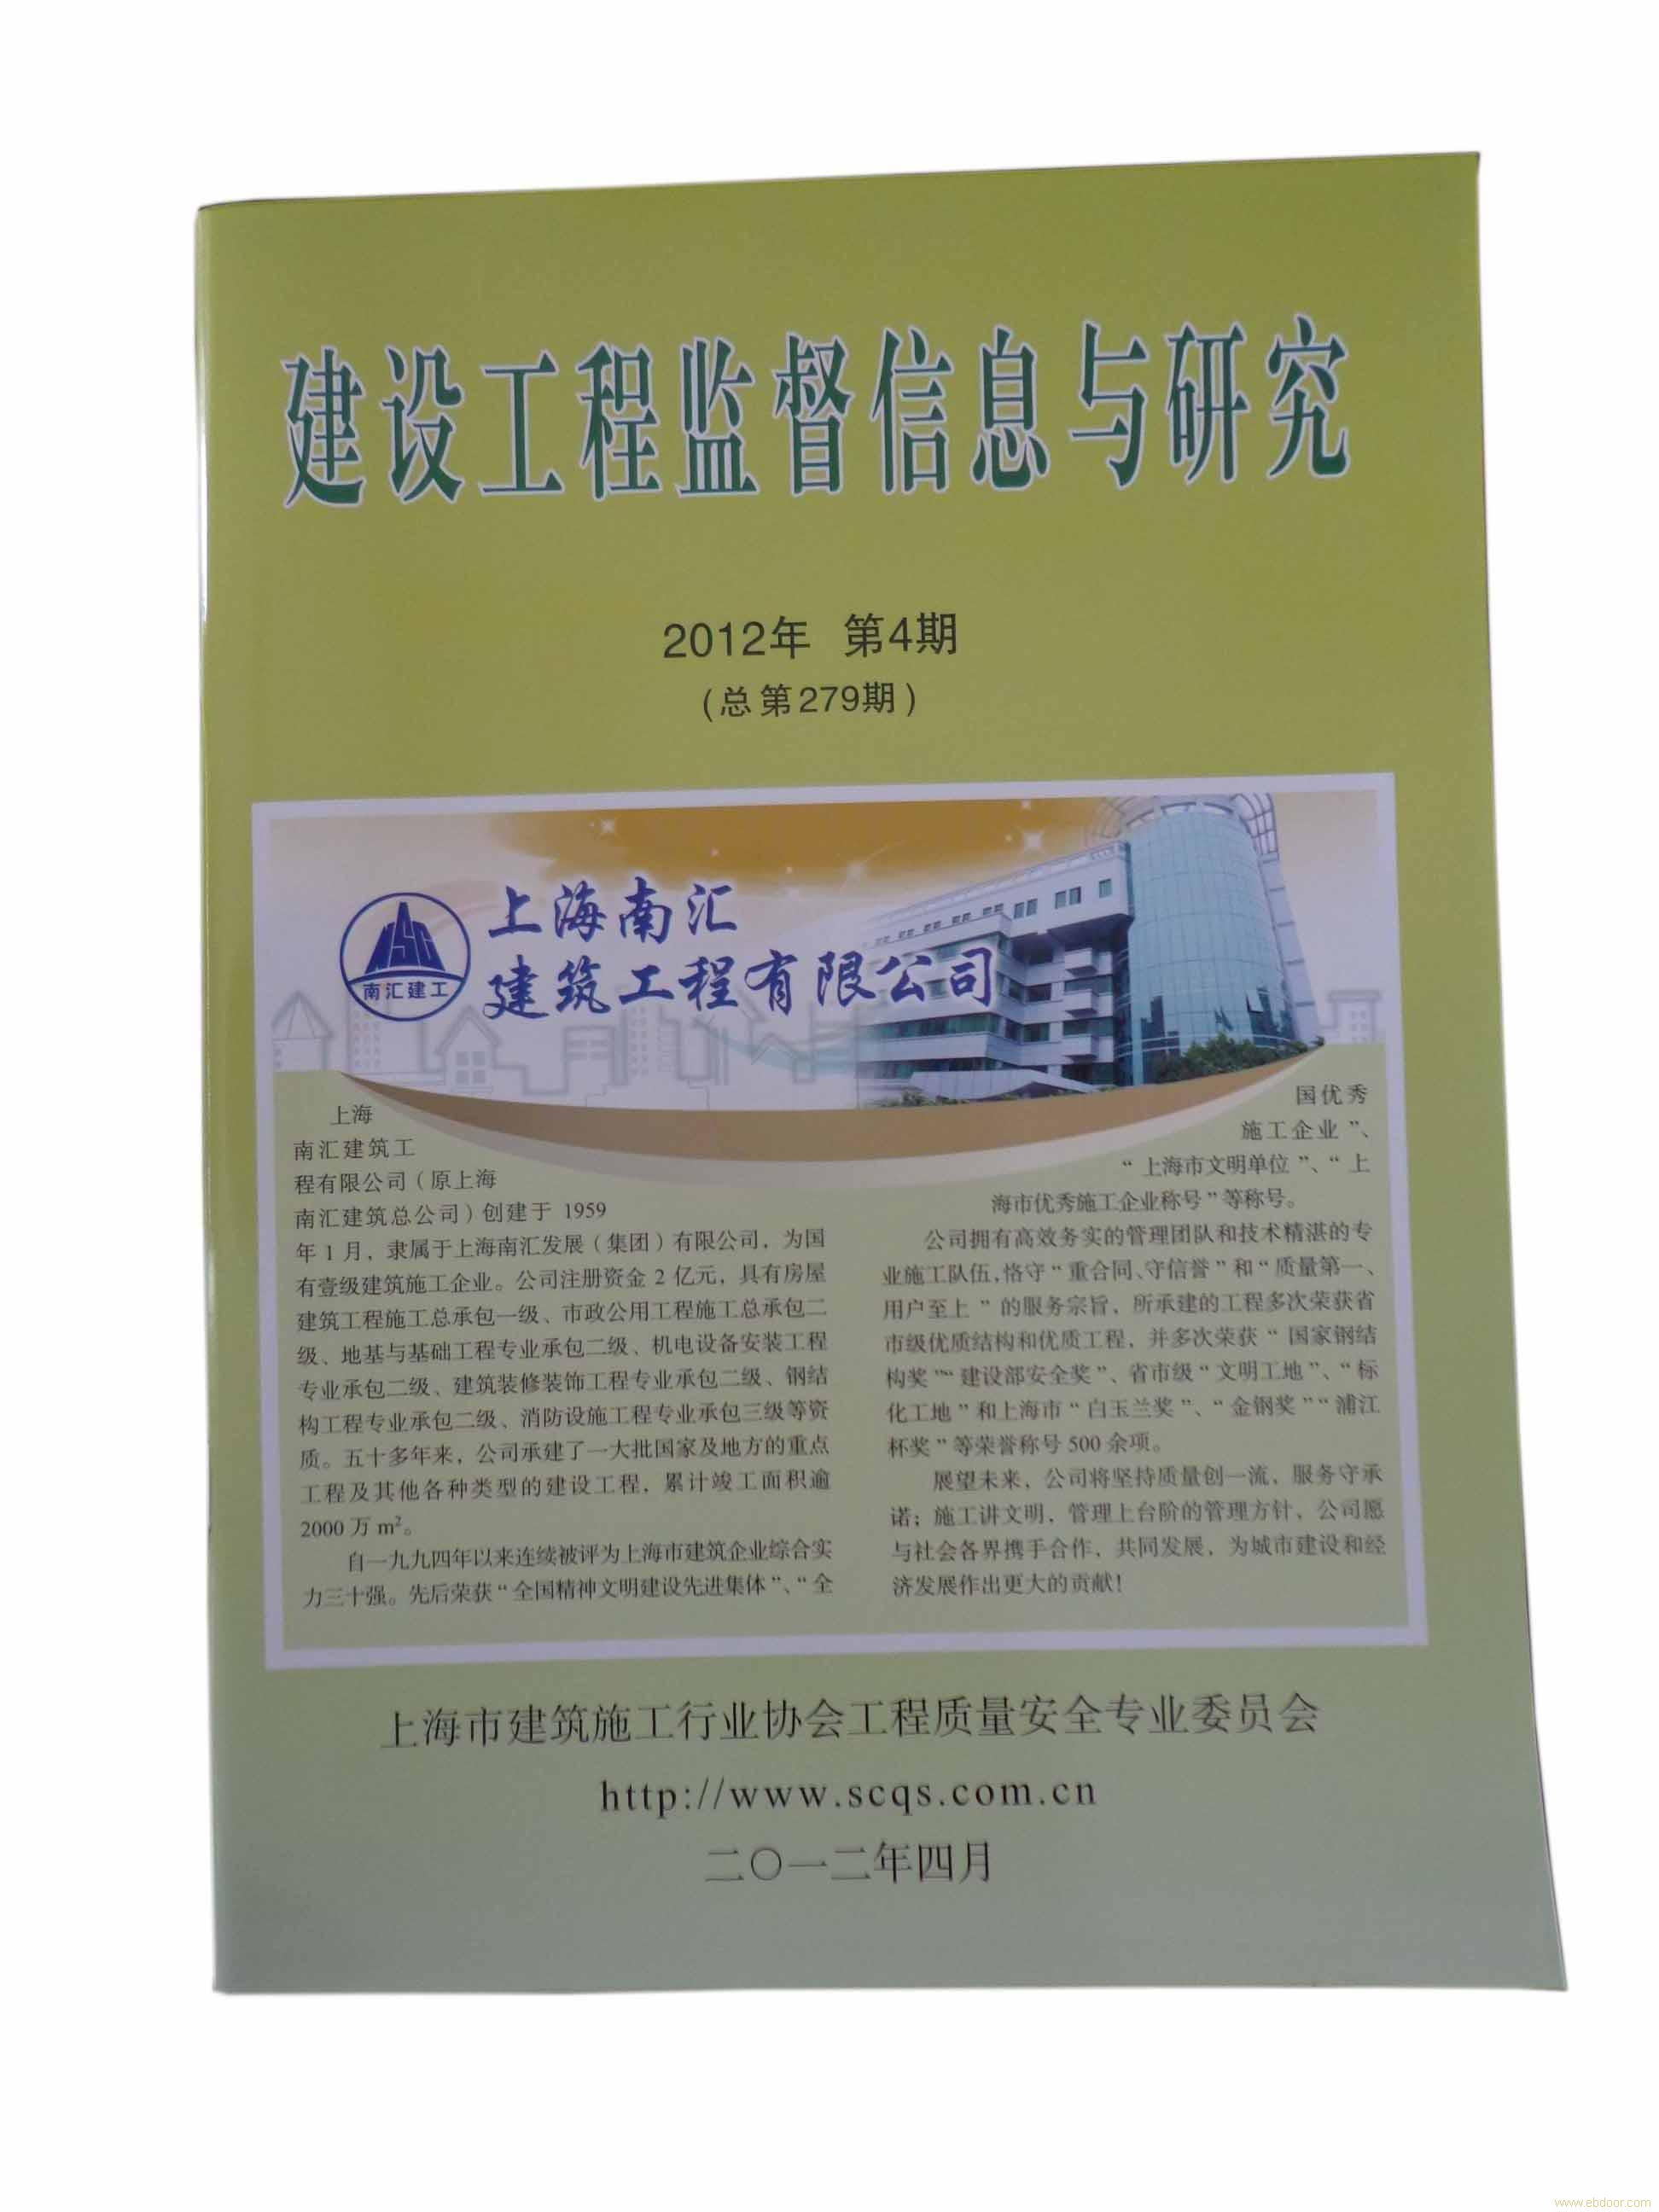 建设工程监督信息与研究
2012年 第4期
(总第279期)
NSC
南汇建工
上海南汇
建筑工程有限公司
上海
南汇建筑工
程有限公司(原上海
南汇建筑总公司)创建于 1959
年1月，隶属于上海南汇发展(集团)有限公司，为国
有壹级建筑施工企业。公司注册资金2亿元，具有房屋
建筑工程施工总承包一级、市政公用工程施工总承包二
级、地基与基础工程专业承包二级、机电设备安装工程
专业承包二级、建筑装修装饰工程专业承包二级、钢结
构工程专业承包二级、消防设施工程专业承包三级等资
质。五十多年来，公司承建了一大批国家及地方的重点
工程及其他各种类型的建设工程，累计竣工面积逾
2000万m²。
自一九九四年以来连续被评为上海市建筑企业综合实
力三十强。先后荣获“全国精神文明建设先进集体”、“全
国优秀
施工企业”、
“上海市文明单位”、“上
海市优秀施工企业称号”等称号。
公司拥有高效务实的管理团队和技术精湛的专
业施工队伍，恪守“重合同、守信誉”和“质量第一、
用户至上”的服务宗旨，所承建的工程多次荣获省
市级优质结构和优质工程，并多次荣获“国家钢结
构奖”“建设部安全奖”、省市级“文明工地”、“标
化工地”和上海市“白玉兰奖”、“金钢奖”“浦江
杯奖”等荣誉称号500余项。
展望未来，公司将坚持质量创一流，服务守承
诺；施工讲文明，管理上台阶的管理方针，公司愿
与社会各界携手合作，共同发展，为城市建设和经
济发展作出更大的贡献！
上海市建筑施工行业协会工程质量安全专业委员会
http://www.scqs.com.cn
二〇一二年四月
www.ebdoor.com